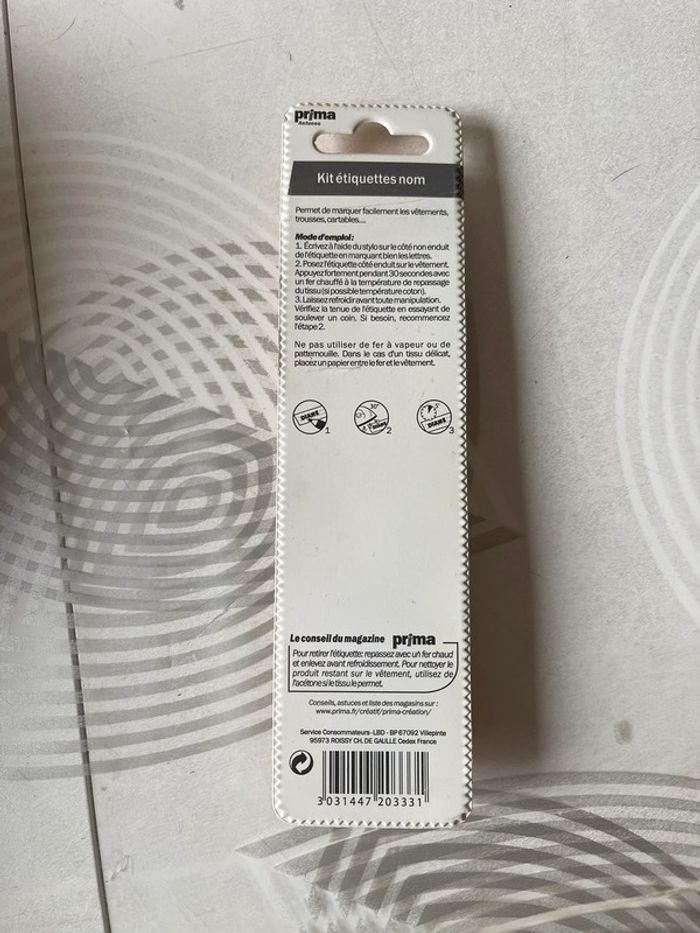 prima
Astuces
Kit étiquettes nom
Permet de marquer facilement les vêtements,
trousses, cartables....
Mode d'emploi :
1. Écrivez à l'aide du stylo sur le côté non enduit
de l'étiquette en marquant bien les lettres.
2. Posez l'étiquette côté enduit sur le vêtement.
Appuyez fortement pendant 30 secondes avec
un fer chauffé à la température de repassage
du tissu (si possible température coton).
3. Laissez refroidir avant toute manipulation.
Vérifiez la tenue de l'étiquette en essayant de
soulever un coin. Si besoin, recommencez
l'étape 2.
Ne pas utiliser de fer à vapeur ou de
pattemouille. Dans le cas d'un tissu délicat,
placez un papier entre le fer et le vêtement.
DIANE 1
30" 2
DIANE 3
Le conseil du magazine prima
Pour retirer l'étiquette: repassez avec un fer chaud
et enlevez avant refroidissement. Pour nettoyer le
produit restant sur le vêtement, utilisez de
l'acétone si le tissu le permet.
Conseils, astuces et liste des magasins sur :
www.prima.fr/créatif/prima-création/
Service Consommateurs - LBD - BP 67092 Villepinte
95973 ROISSY CH. DE GAULLE Cedex France
3 031447 203331